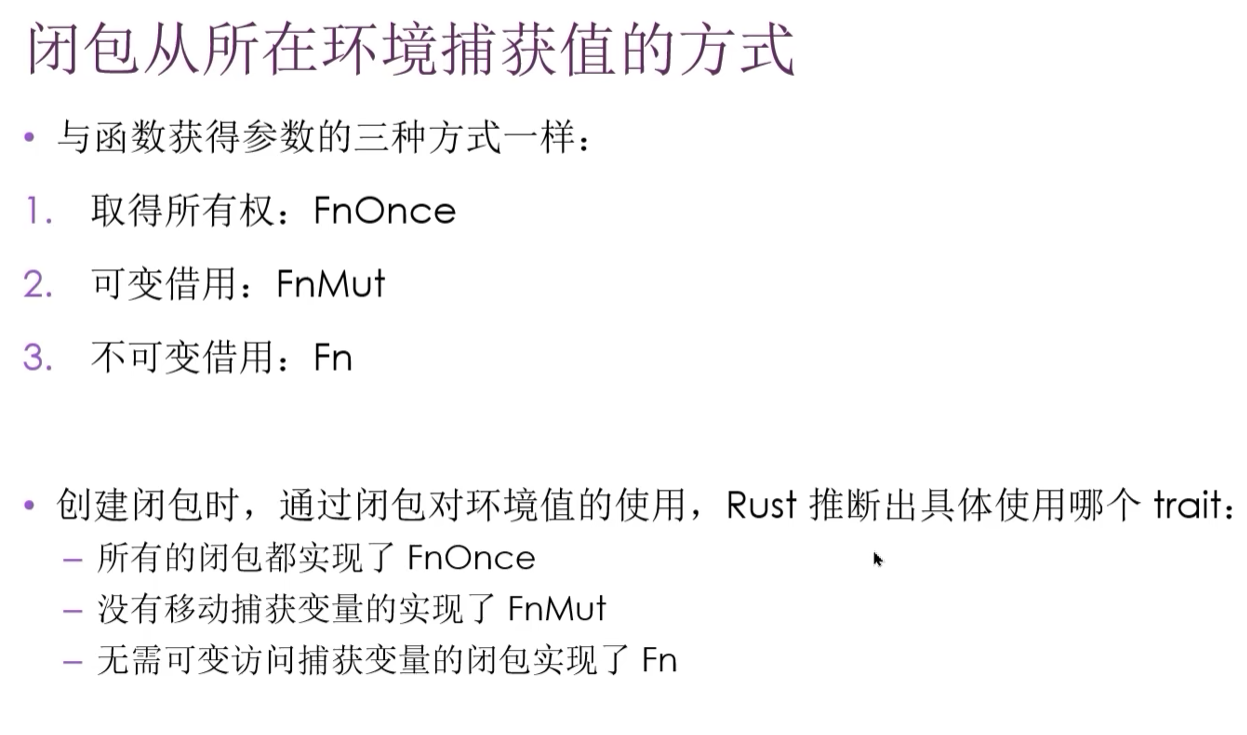 闭包从所在环境捕获值的方式
• 与函数获得参数的三种方式一样：
1. 取得所有权：FnOnce
2. 可变借用：FnMut
3. 不可变借用：Fn
• 创建闭包时，通过闭包对环境值的使用，Rust 推断出具体使用哪个 trait：
– 所有的闭包都实现了 FnOnce
– 没有移动捕获变量的实现了 FnMut
– 无需可变访问捕获变量的闭包实现了 Fn